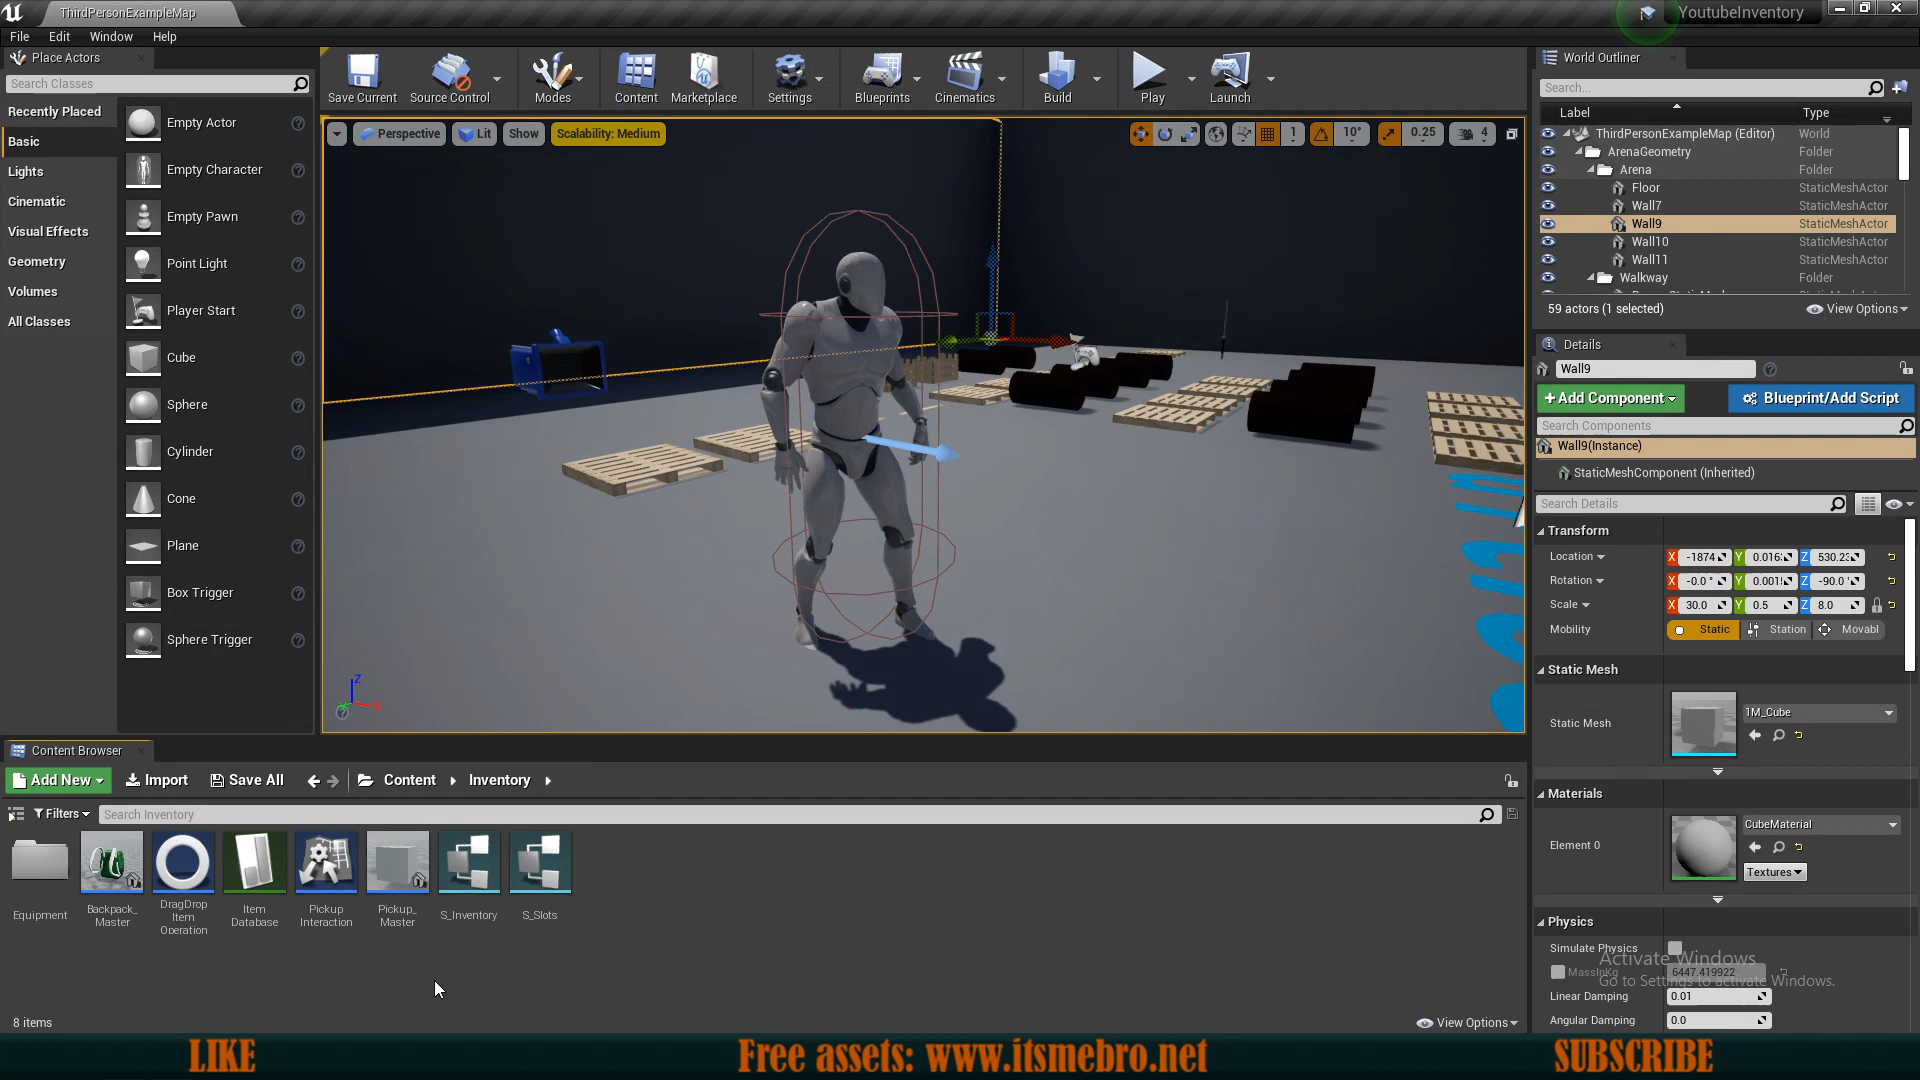 ThirdPersonExampleMap
YoutubeInventory
File Edit Window Help
Place Actors
Search Classes
Recently Placed
Basic
Lights
Cinematic
Visual Effects
Geometry
Volumes
All Classes
Empty Actor
Empty Character
Empty Pawn
Point Light
Player Start
Cube
Sphere
Cylinder
Cone
Plane
Box Trigger
Sphere Trigger
Save Current
Source Control
Modes
Content
Marketplace
Settings
Blueprints
Cinematics
Build
Play
Launch
Perspective
Lit
Show
Scalability: Medium
1
10°
0.25
4
Z
X
World Outliner
Search...
Label Type
ThirdPersonExampleMap (Editor) World
ArenaGeometry Folder
Arena Folder
Floor StaticMeshActor
Wall7 StaticMeshActor
Wall9 StaticMeshActor
Wall10 StaticMeshActor
Wall11 StaticMeshActor
Walkway Folder
59 actors (1 selected)
View Options
Details
Wall9
+Add Component
Blueprint/Add Script
Search Components
Wall9(Instance)
StaticMeshComponent (Inherited)
Search Details
Transform
Location X -1874 Y 0.016 Z 530.23
Rotation X -0.0 ° Y 0.001 Z -90.0 °
Scale X 30.0 Y 0.5 Z 8.0
Mobility Static Station Movabl
Static Mesh
Static Mesh
1M_Cube
Materials
Element 0
CubeMaterial
Textures
Physics
Simulate Physics
MassInKg 6447.419922
Linear Damping 0.01
Angular Damping 0.0
Activate Windows
Go to Settings to activate Windows.
Content Browser
Add New
Import
Save All
Content
Inventory
Filters
Search Inventory
Equipment
Backpack_
Master
DragDrop
Item
Operation
Item
Database
Pickup
Interaction
Pickup_
Master
S_Inventory
S_Slots
8 items
View Options
LIKE
Free assets: www.itsmebro.net
SUBSCRIBE